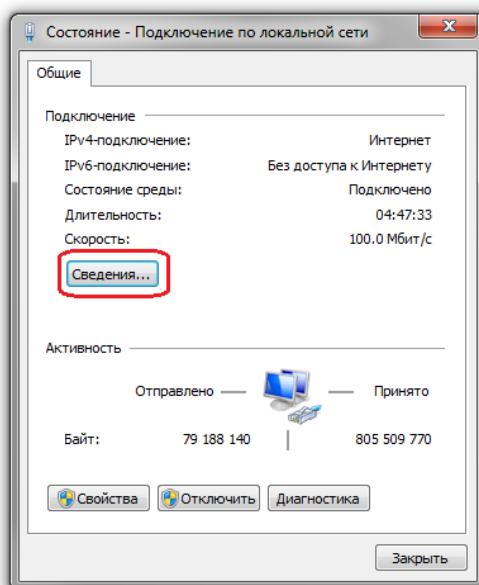 Состояние - Подключение по локальной сети
Общие
Подключение
IPv4-подключение: Интернет
IPv6-подключение: Без доступа к Интернету
Состояние среды: Подключено
Длительность: 04:47:33
Скорость: 100.0 Мбит/с
Сведения...
Активность
Отправлено — — Принято
Байт: 79 188 140 | 805 509 770
Свойства Отключить Диагностика
Закрыть